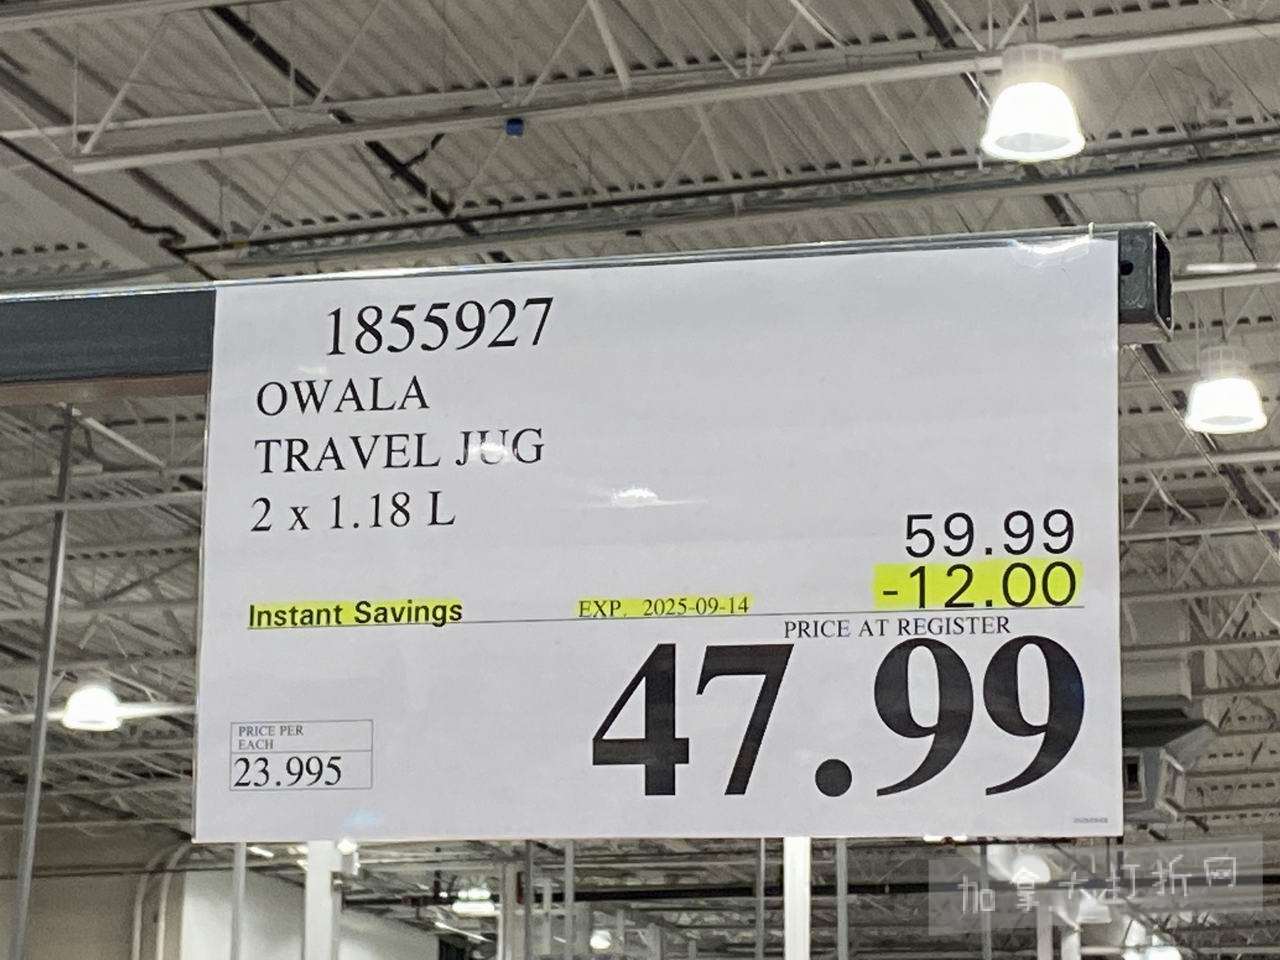 1855927
OWALA
TRAVEL JUG
2 x 1.18 L
59.99
-12.00
Instant Savings
EXP. 2025-09-14
PRICE AT REGISTER
47.99
PRICE PER
EACH
23.995
加拿大打折网